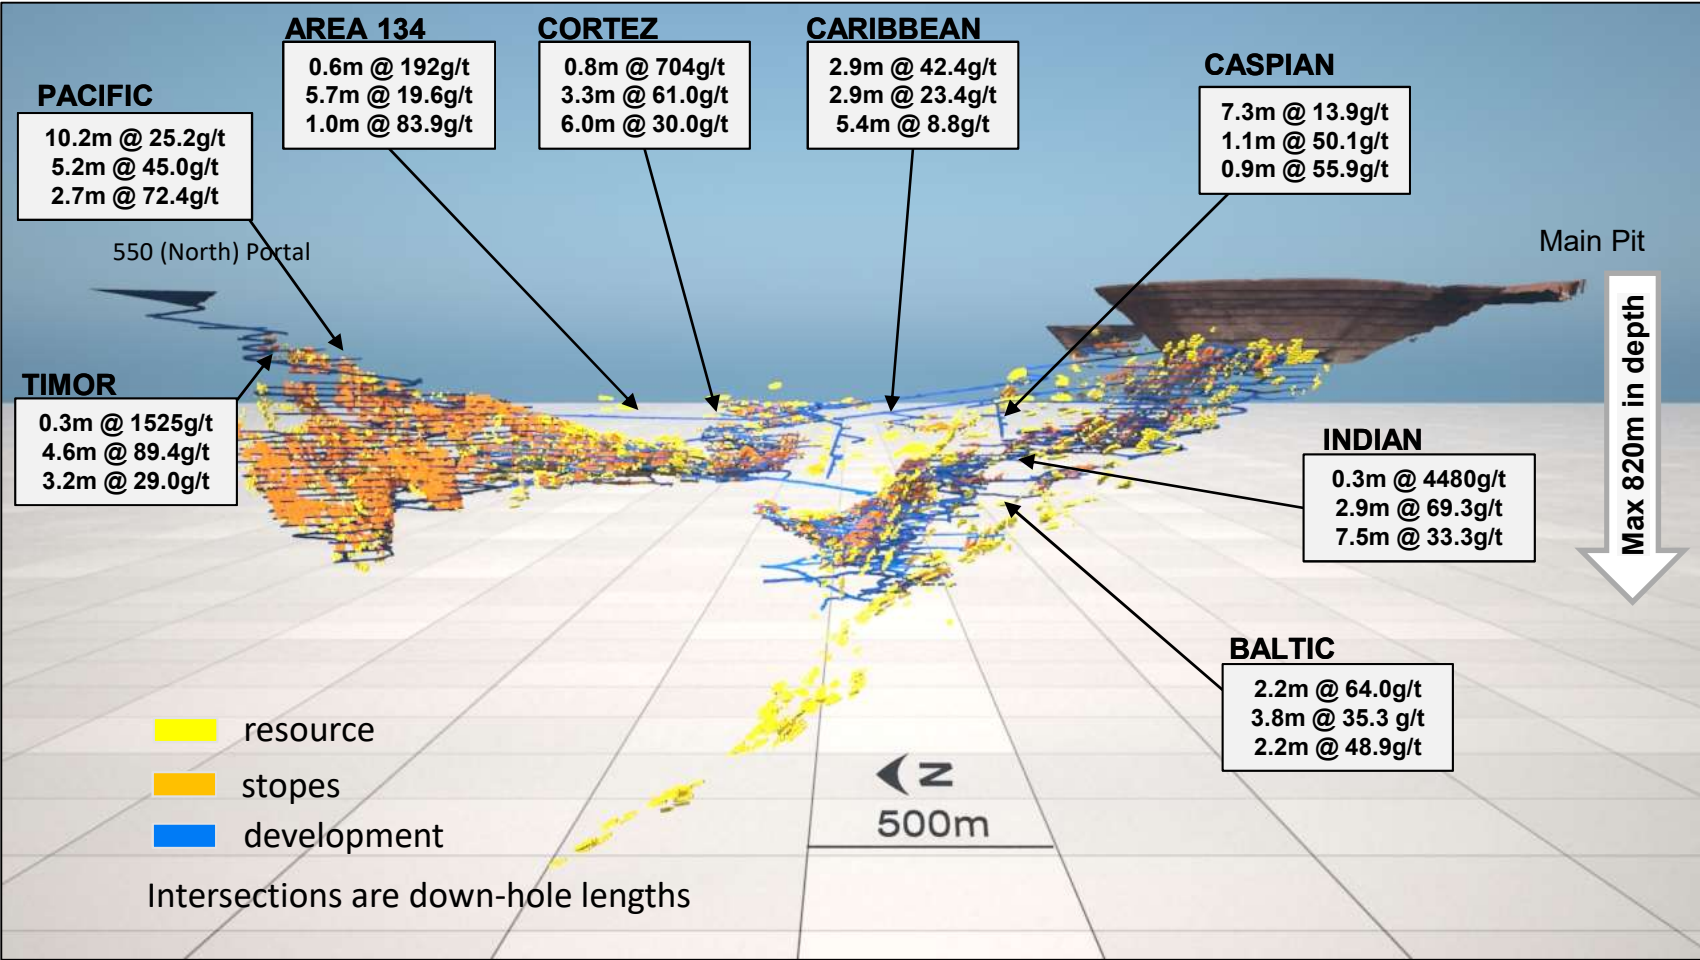 AREA 134
0.6m @ 192g/t
5.7m @ 19.6g/t
1.0m @ 83.9g/t
CORTEZ
0.8m @ 704g/t
3.3m @ 61.0g/t
6.0m @ 30.0g/t
CARIBBEAN
2.9m @ 42.4g/t
2.9m @ 23.4g/t
5.4m @ 8.8g/t
CASPIAN
7.3m @ 13.9g/t
1.1m @ 50.1g/t
0.9m @ 55.9g/t
PACIFIC
10.2m @ 25.2g/t
5.2m @ 45.0g/t
2.7m @ 72.4g/t
550 (North) Portal
Main Pit
Max 820m in depth
TIMOR
0.3m @ 1525g/t
4.6m @ 89.4g/t
3.2m @ 29.0g/t
INDIAN
0.3m @ 4480g/t
2.9m @ 69.3g/t
7.5m @ 33.3g/t
BALTIC
2.2m @ 64.0g/t
3.8m @ 35.3 g/t
2.2m @ 48.9g/t
resource
stopes
development
Intersections are down-hole lengths
N
500m